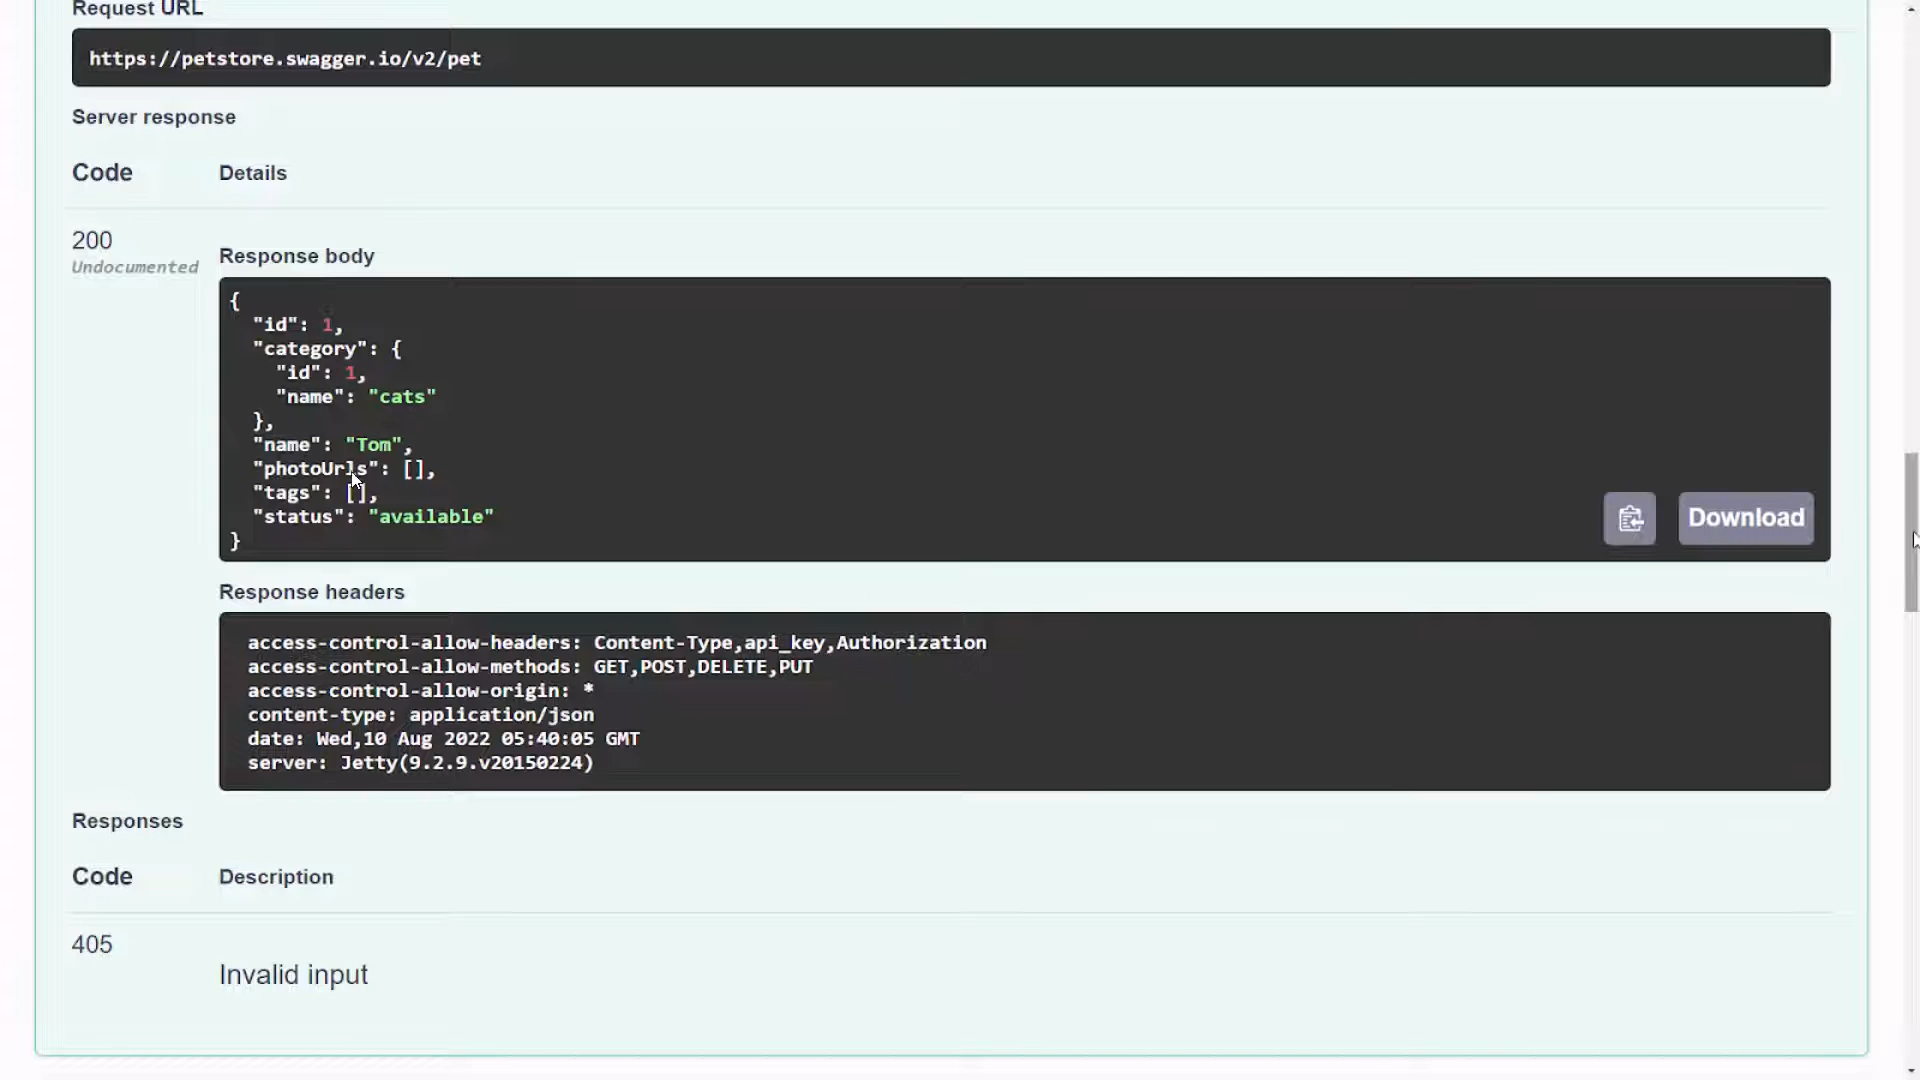 Request URL
https://petstore.swagger.io/v2/pet
Server response
Code Details
200
Undocumented
Response body
{
  "id": 1,
  "category": {
    "id": 1,
    "name": "cats"
  },
  "name": "Tom",
  "photoUrls": [],
  "tags": [],
  "status": "available"
}
Download
Response headers
access-control-allow-headers: Content-Type,api_key,Authorization
access-control-allow-methods: GET,POST,DELETE,PUT
access-control-allow-origin: *
content-type: application/json
date: Wed,10 Aug 2022 05:40:05 GMT
server: Jetty(9.2.9.v20150224)
Responses
Code Description
405
Invalid input